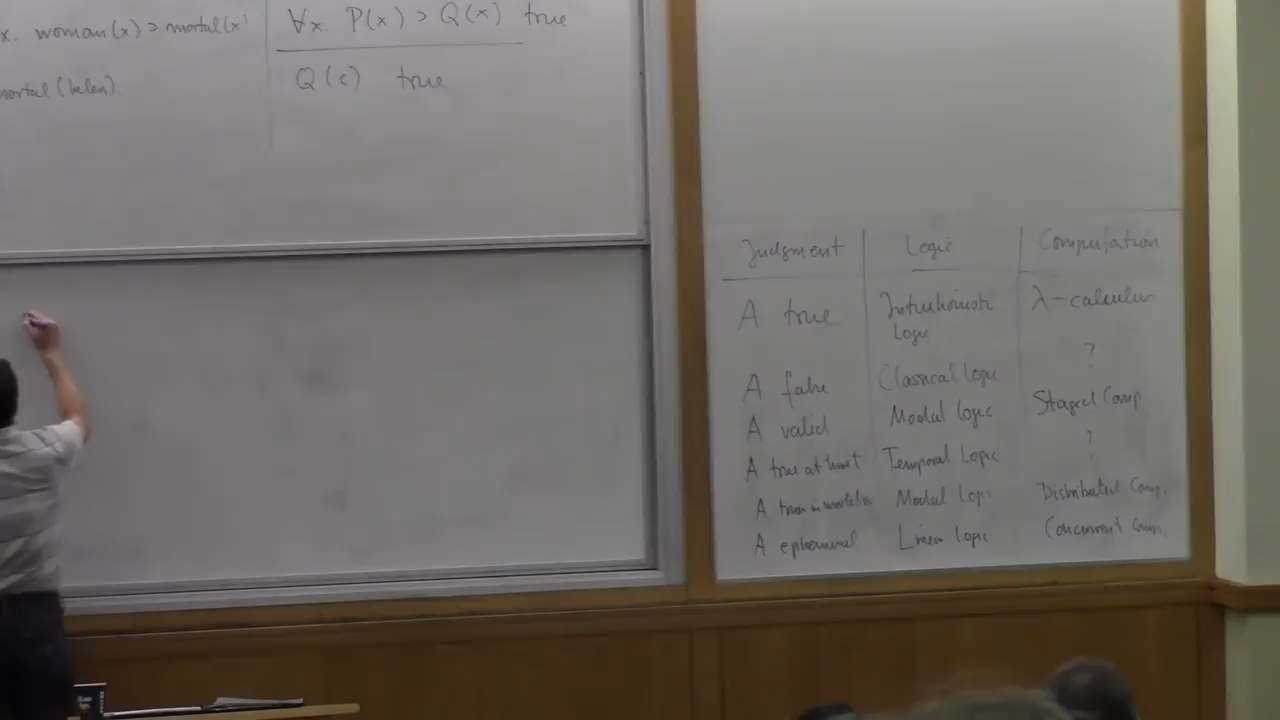 x. woman(x) ⊃ mortal(x)
mortal(helen).
∀x. P(x) ⊃ Q(x) true
Q(c) true
Judgment | Logic | Computation
A true Intuitionistic Logic λ-calculus
?
A false Classical Logic
A valid Modal Logic Staged Comp
?
A true at time t Temporal Logic
A true in world w Modal Logic Distributed Comp.
A ephemeral Linear Logic Concurrent Comp.